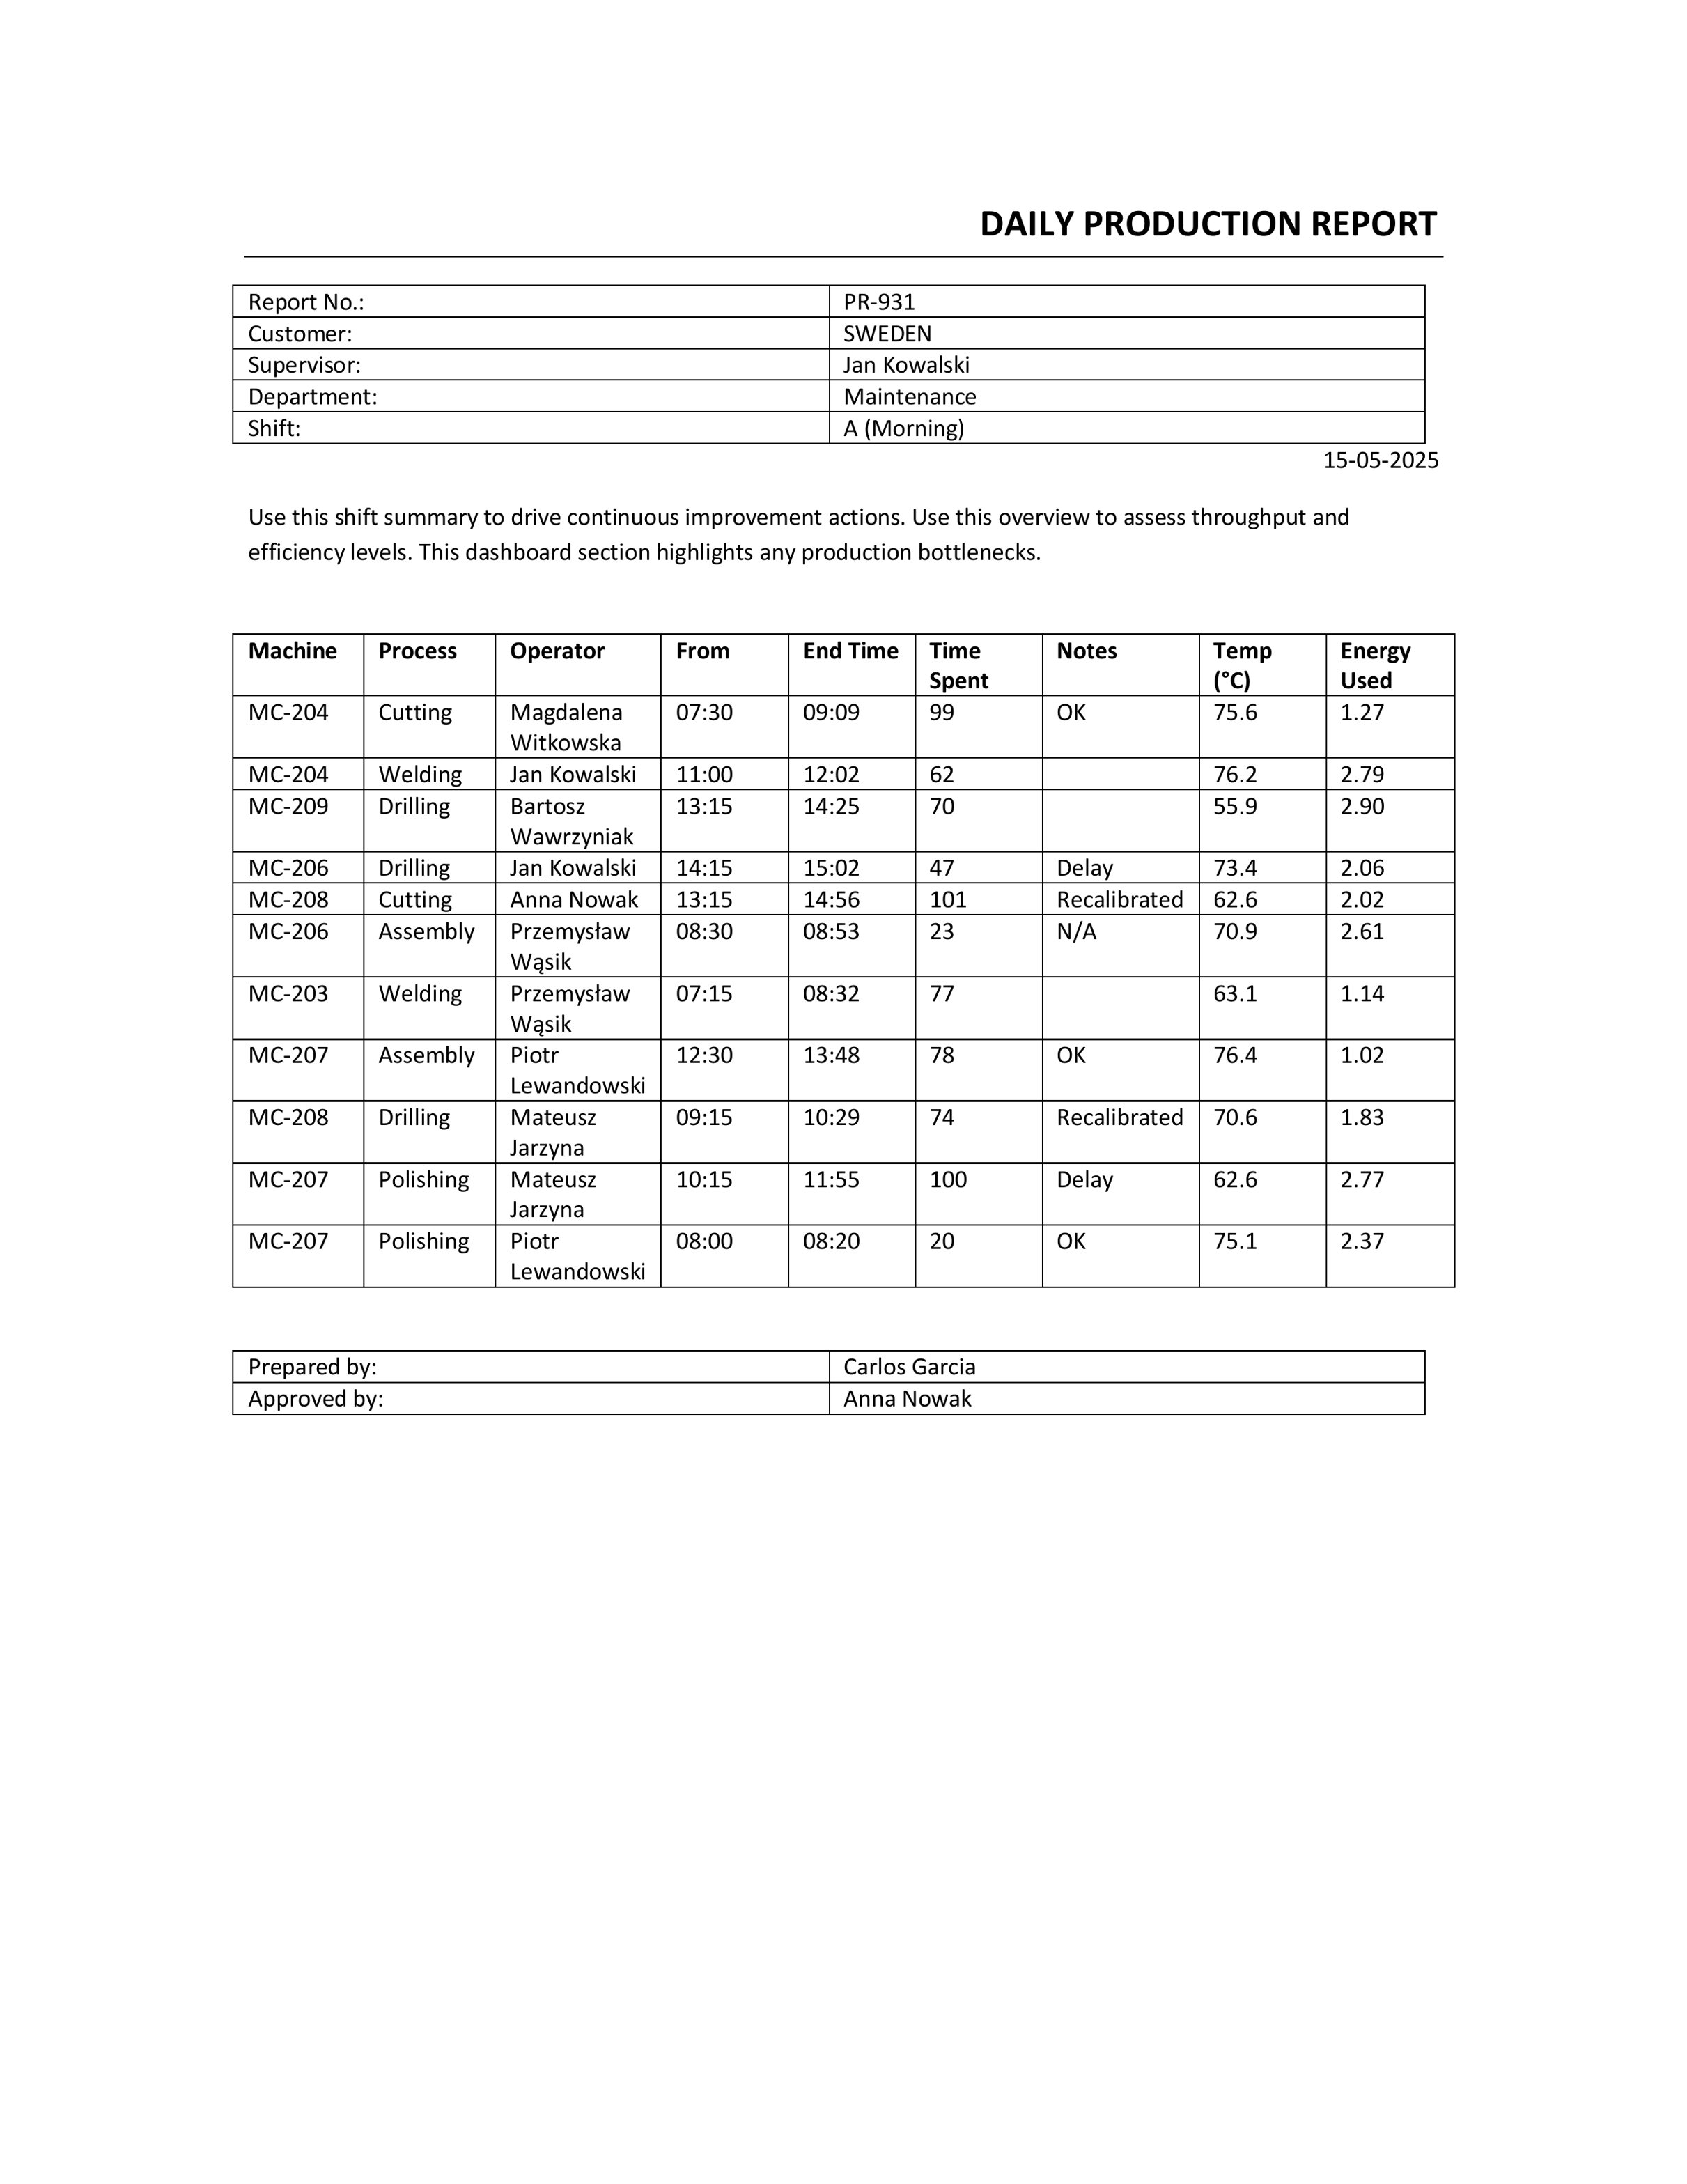 DAILY PRODUCTION REPORT
Report No.: PR-931
Customer: SWEDEN
Supervisor: Jan Kowalski
Department: Maintenance
Shift: A (Morning)
15-05-2025
Use this shift summary to drive continuous improvement actions. Use this overview to assess throughput and
efficiency levels. This dashboard section highlights any production bottlenecks.
Machine Process Operator From End Time Time Spent Notes Temp (°C) Energy Used
MC-204 Cutting Magdalena Witkowska 07:30 09:09 99 OK 75.6 1.27
MC-204 Welding Jan Kowalski 11:00 12:02 62 76.2 2.79
MC-209 Drilling Bartosz Wawrzyniak 13:15 14:25 70 55.9 2.90
MC-206 Drilling Jan Kowalski 14:15 15:02 47 Delay 73.4 2.06
MC-208 Cutting Anna Nowak 13:15 14:56 101 Recalibrated 62.6 2.02
MC-206 Assembly Przemysław Wąsik 08:30 08:53 23 N/A 70.9 2.61
MC-203 Welding Przemysław Wąsik 07:15 08:32 77 63.1 1.14
MC-207 Assembly Piotr Lewandowski 12:30 13:48 78 OK 76.4 1.02
MC-208 Drilling Mateusz Jarzyna 09:15 10:29 74 Recalibrated 70.6 1.83
MC-207 Polishing Mateusz Jarzyna 10:15 11:55 100 Delay 62.6 2.77
MC-207 Polishing Piotr Lewandowski 08:00 08:20 20 OK 75.1 2.37
Prepared by: Carlos Garcia
Approved by: Anna Nowak